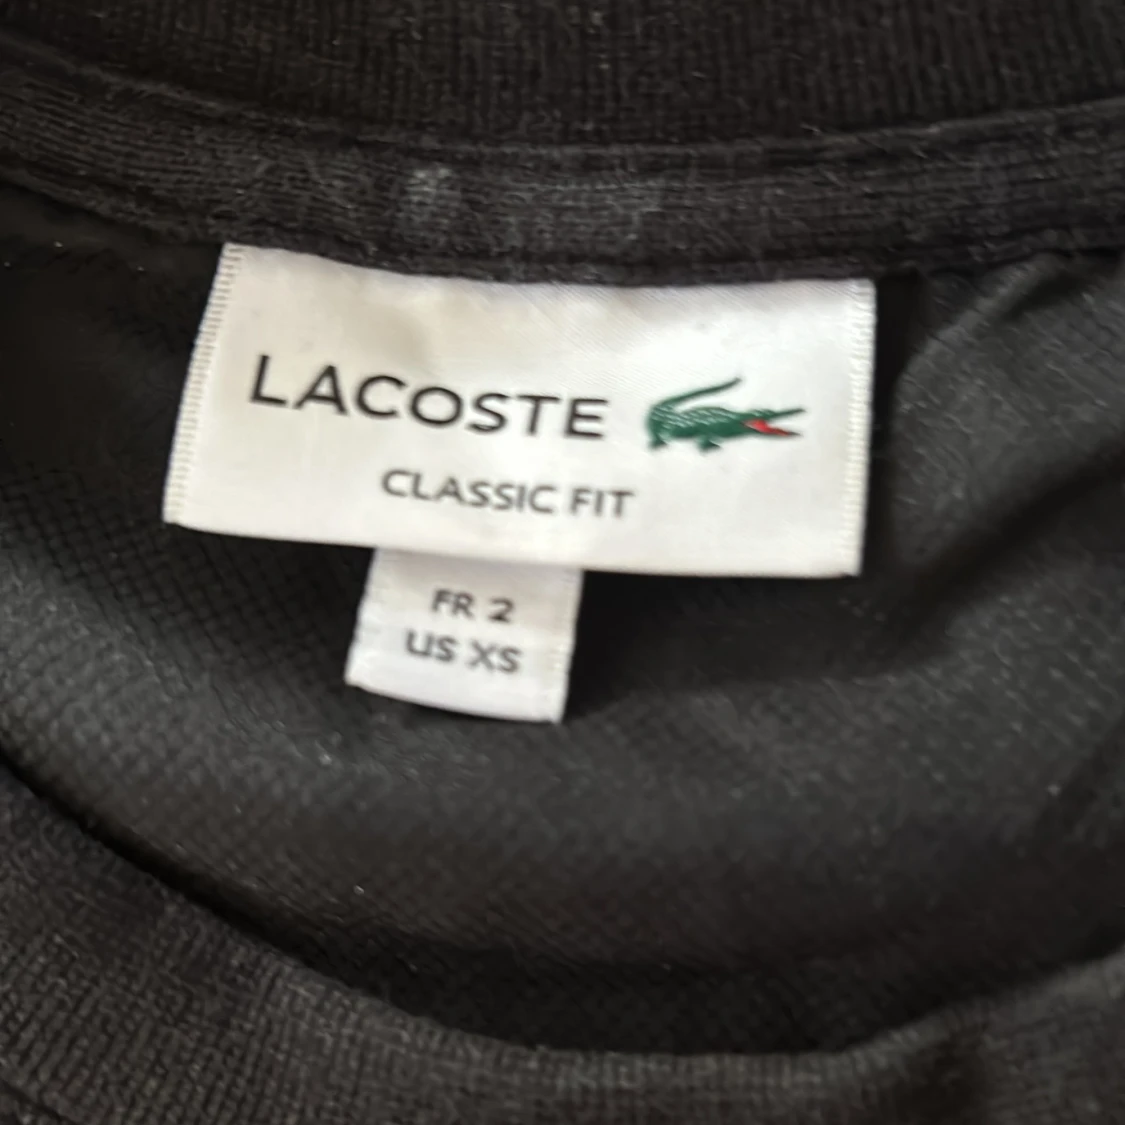 LACOSTE
CLASSIC FIT
FR 2
US XS